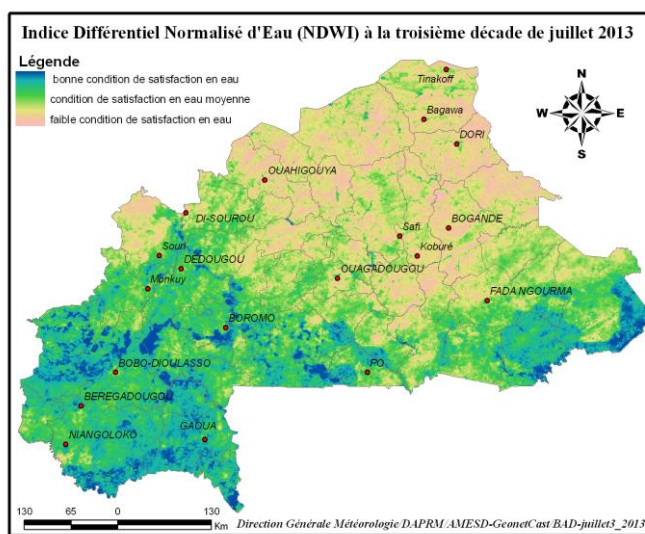 Indice Différentiel Normalisé d'Eau (NDWI) à la troisième décade de juillet 2013
Légende
bonne condition de satisfaction en eau
condition de satisfaction en eau moyenne
faible condition de satisfaction en eau
N
W E
S
Tinakoff
Bagawa
DORI
OUAHIGOUYA
DI-SOUROU
Safi
BOGANDE
Souri
Koburé
DEDOUGOU
OUAGADOUGOU
Monkuy
FADA NGOURMA
BOROMO
BOBO-DIOULASSO
PO
BEREGADOUGOU
GAOUA
NIANGOLOKO
130 65 0 130
Km
Direction Générale Météorologie/DAPRM/AMESD-GeonetCast/BAD-juillet3_2013